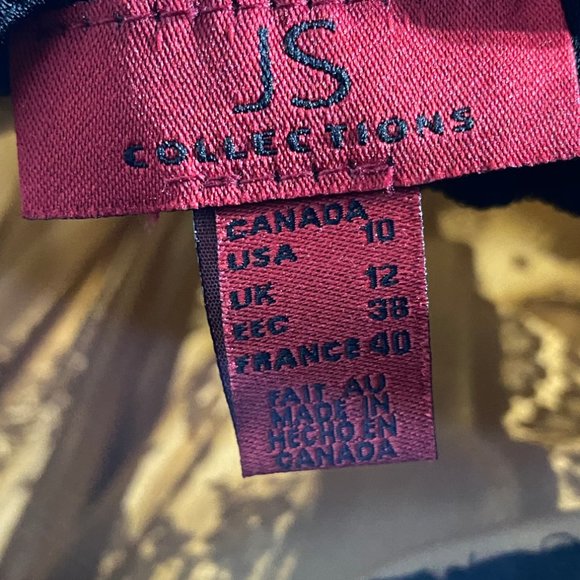 JS
COLLECTIONS
CANADA
USA 10
UK 12
EEC 38
FRANCE 40
FAIT AU
MADE IN
HECHO EN
CANADA